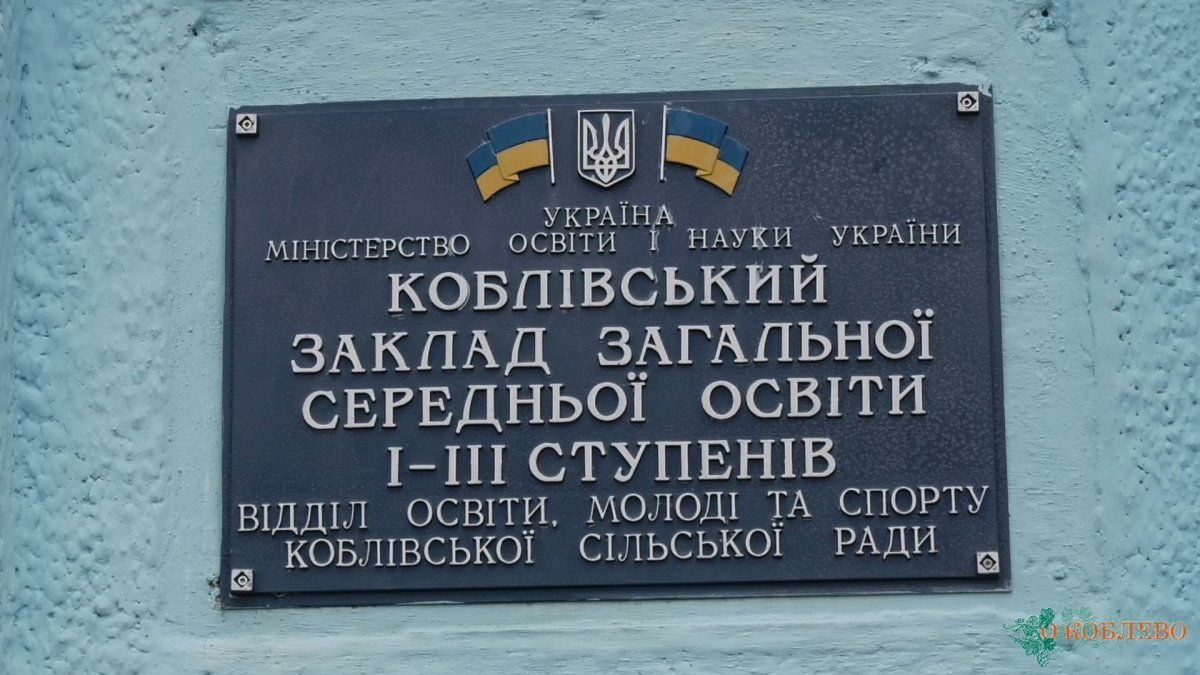 УКРАЇНА
МІНІСТЕРСТВО ОСВІТИ І НАУКИ УКРАЇНИ
КОБЛІВСЬКИЙ
ЗАКЛАД ЗАГАЛЬНОЇ
СЕРЕДНЬОЇ ОСВІТИ
І–ІІІ СТУПЕНІВ
ВІДДІЛ ОСВІТИ, МОЛОДІ ТА СПОРТУ
КОБЛІВСЬКОЇ СІЛЬСЬКОЇ РАДИ
О КОБЛЕВО